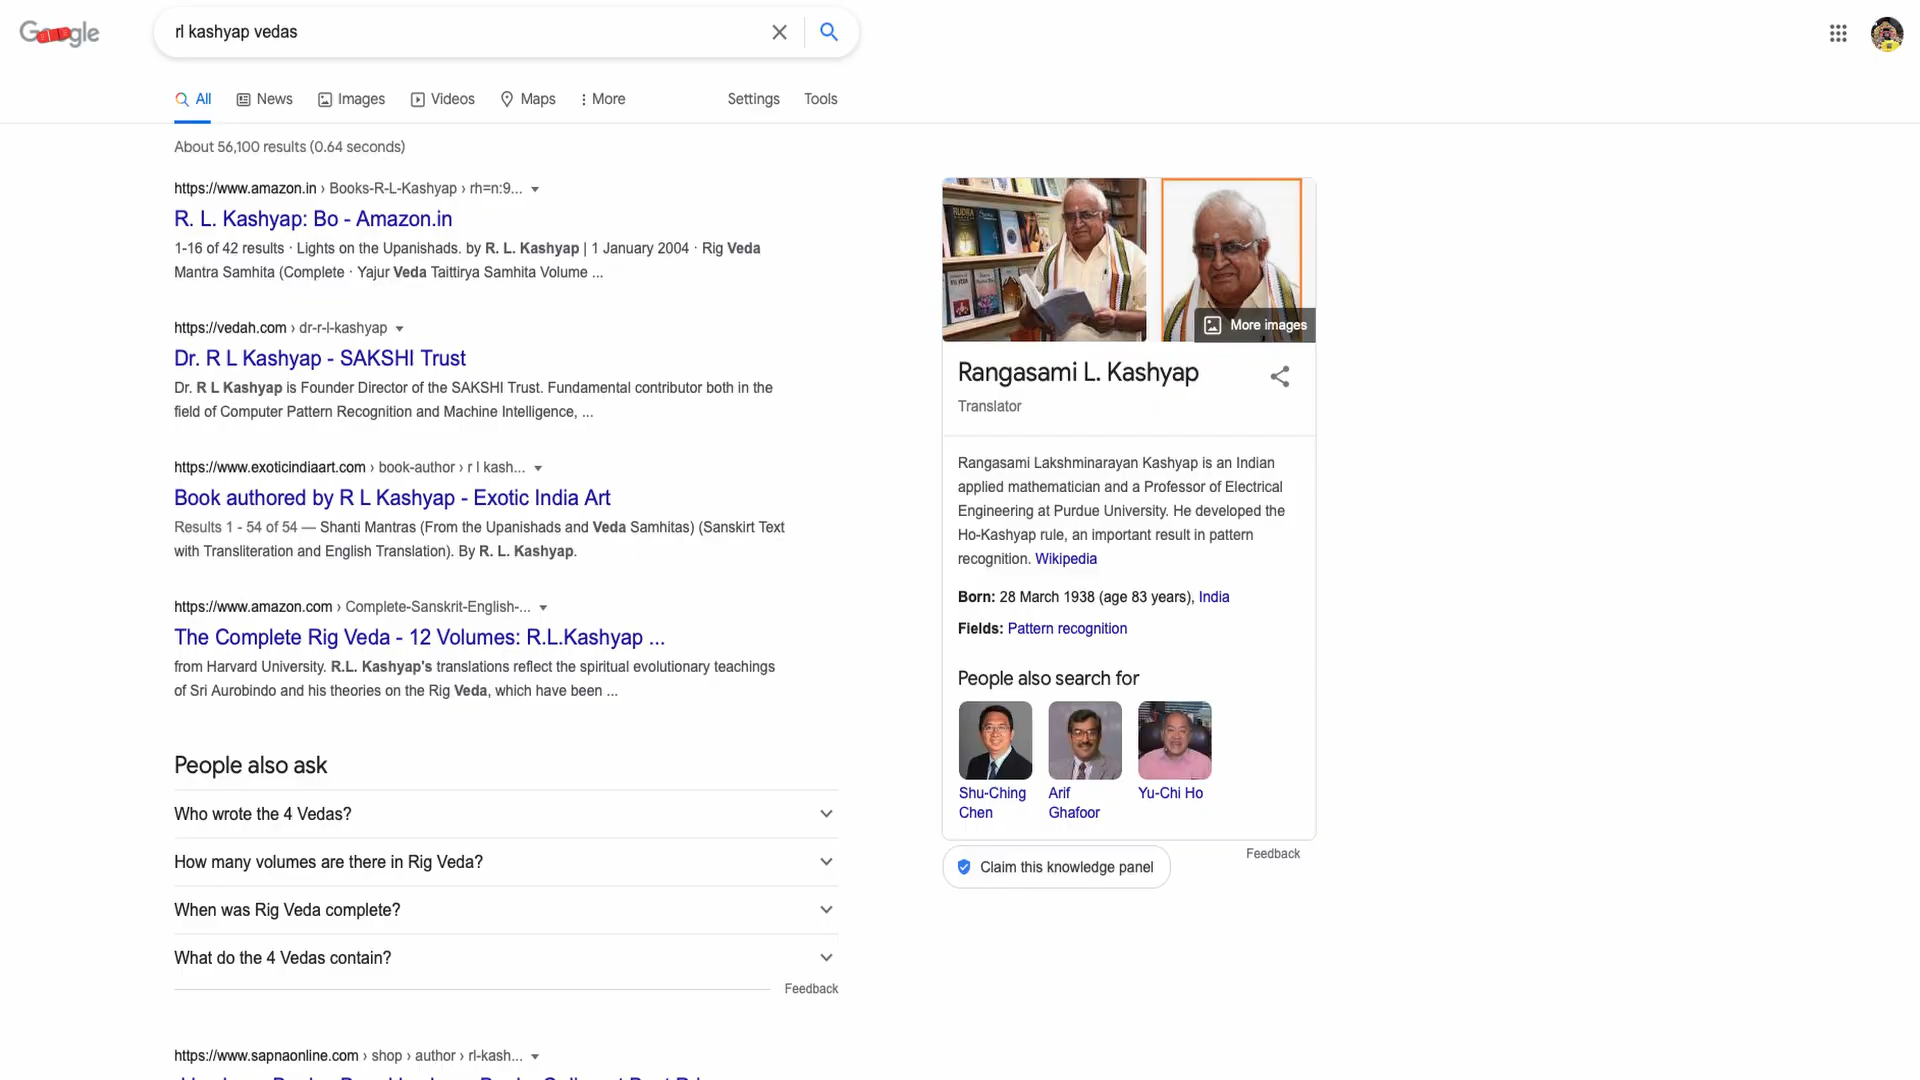 Google
rl kashyap vedas
All
News
Images
Videos
Maps
More
Settings
Tools
About 56,100 results (0.64 seconds)
https://www.amazon.in › Books-R-L-Kashyap › rh=n:9...
R. L. Kashyap: Bo - Amazon.in
1-16 of 42 results · Lights on the Upanishads. by R. L. Kashyap | 1 January 2004 · Rig Veda
Mantra Samhita (Complete · Yajur Veda Taittirya Samhita Volume ...
https://vedah.com › dr-r-l-kashyap
Dr. R L Kashyap - SAKSHI Trust
Dr. R L Kashyap is Founder Director of the SAKSHI Trust. Fundamental contributor both in the
field of Computer Pattern Recognition and Machine Intelligence, ...
https://www.exoticindiaart.com › book-author › r l kash...
Book authored by R L Kashyap - Exotic India Art
Results 1 - 54 of 54 — Shanti Mantras (From the Upanishads and Veda Samhitas) (Sanskirt Text
with Transliteration and English Translation). By R. L. Kashyap.
https://www.amazon.com › Complete-Sanskrit-English-...
The Complete Rig Veda - 12 Volumes: R.L.Kashyap ...
from Harvard University. R.L. Kashyap's translations reflect the spiritual evolutionary teachings
of Sri Aurobindo and his theories on the Rig Veda, which have been ...
People also ask
Who wrote the 4 Vedas?
How many volumes are there in Rig Veda?
When was Rig Veda complete?
What do the 4 Vedas contain?
Feedback
https://www.sapnaonline.com › shop › author › rl-kash...
RUDRA
RIG VEDA
More images
Rangasami L. Kashyap
Translator
Rangasami Lakshminarayan Kashyap is an Indian
applied mathematician and a Professor of Electrical
Engineering at Purdue University. He developed the
Ho-Kashyap rule, an important result in pattern
recognition. Wikipedia
Born: 28 March 1938 (age 83 years), India
Fields: Pattern recognition
People also search for
Shu-Ching
Chen
Arif
Ghafoor
Yu-Chi Ho
Feedback
Claim this knowledge panel